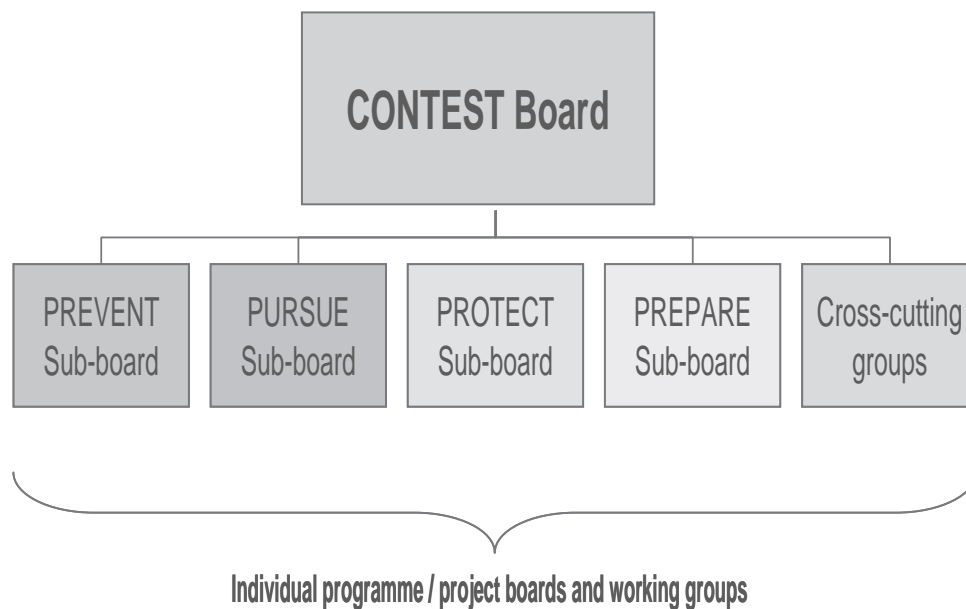 CONTEST Board
PREVENT
Sub-board
PURSUE
Sub-board
PROTECT
Sub-board
PREPARE
Sub-board
Cross-cutting
groups
Individual programme / project boards and working groups